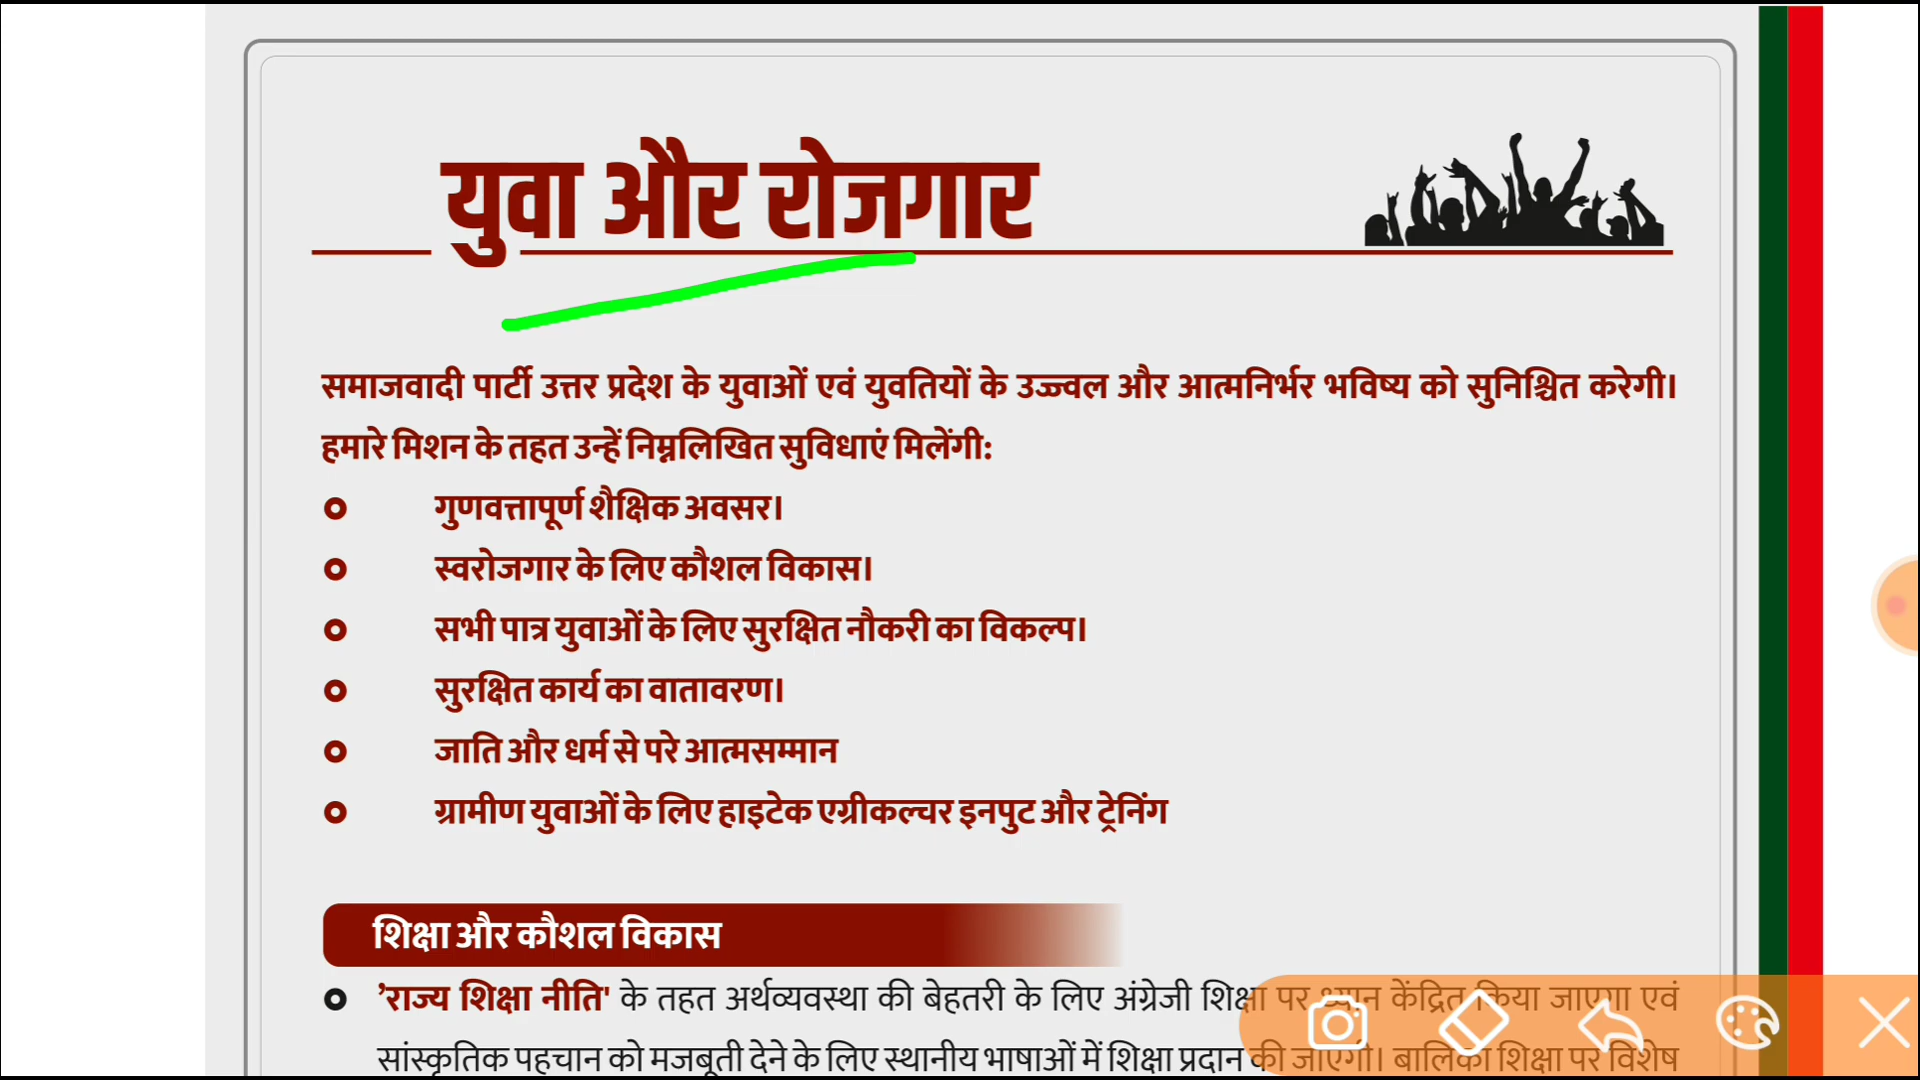 युवा और रोजगार
समाजवादी पार्टी उत्तर प्रदेश के युवाओं एवं युवतियों के उज्ज्वल और आत्मनिर्भर भविष्य को सुनिश्चित करेगी।
हमारे मिशन के तहत उन्हें निम्नलिखित सुविधाएं मिलेंगी:
गुणवत्तापूर्ण शैक्षिक अवसर।
स्वरोजगार के लिए कौशल विकास।
सभी पात्र युवाओं के लिए सुरक्षित नौकरी का विकल्प।
सुरक्षित कार्य का वातावरण।
जाति और धर्म से परे आत्मसम्मान
ग्रामीण युवाओं के लिए हाइटेक एग्रीकल्चर इनपुट और ट्रेनिंग
शिक्षा और कौशल विकास
’राज्य शिक्षा नीति' के तहत अर्थव्यवस्था की बेहतरी के लिए अंग्रेजी शिक्षा पर ध्यान केंद्रित किया जाएगा एवं
सांस्कृतिक पहचान को मजबूती देने के लिए स्थानीय भाषाओं में शिक्षा प्रदान की जाएगी। बालिका शिक्षा पर विशेष